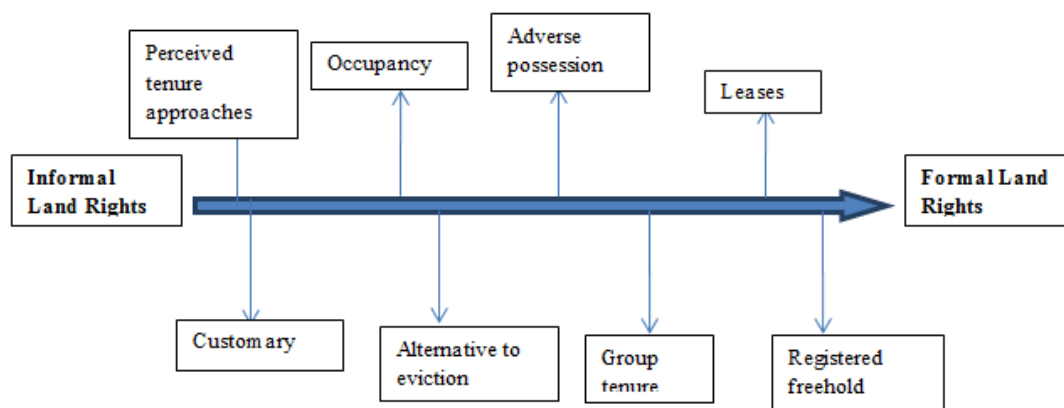 Perceived
tenure
approaches
Occupancy
Adverse
possession
Leases
Informal
Land Rights
Formal Land
Rights
Customary
Alternative to
eviction
Group
tenure
Registered
freehold